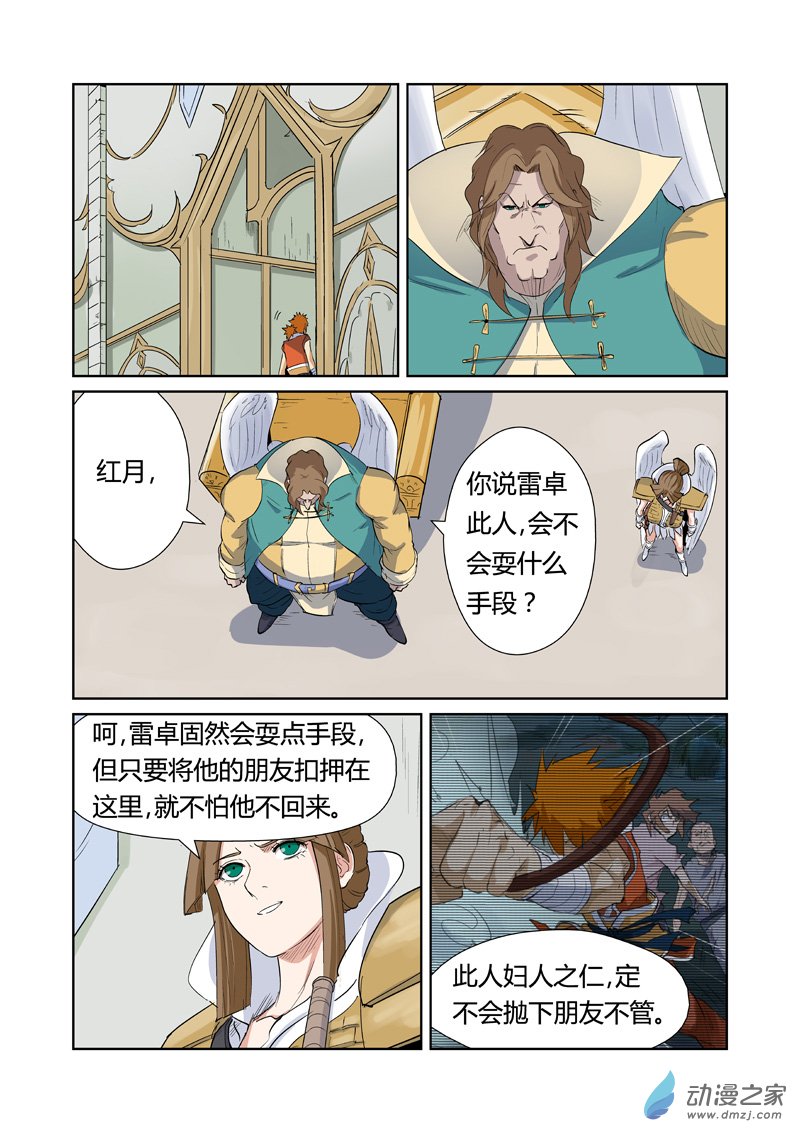 红月，
你说雷卓
此人，会不
会耍什么
手段？
呵，雷卓固然会耍点手段，
但只要将他的朋友扣押在
这里，就不怕他不回来。
此人妇人之仁，定
不会抛下朋友不管。
动漫之家
www.dmzj.com